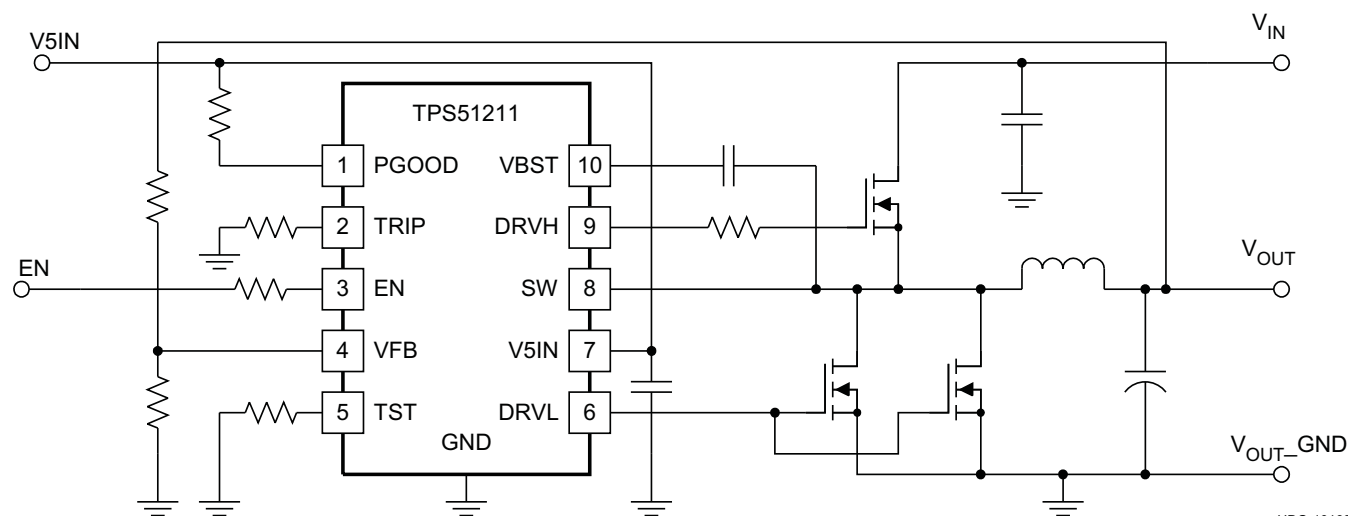 V5IN
V_IN
TPS51211
1 PGOOD VBST 10
2 TRIP DRVH 9
EN
3 EN SW 8
V_OUT
4 VFB V5IN 7
5 TST DRVL 6
GND
V_OUT_GND